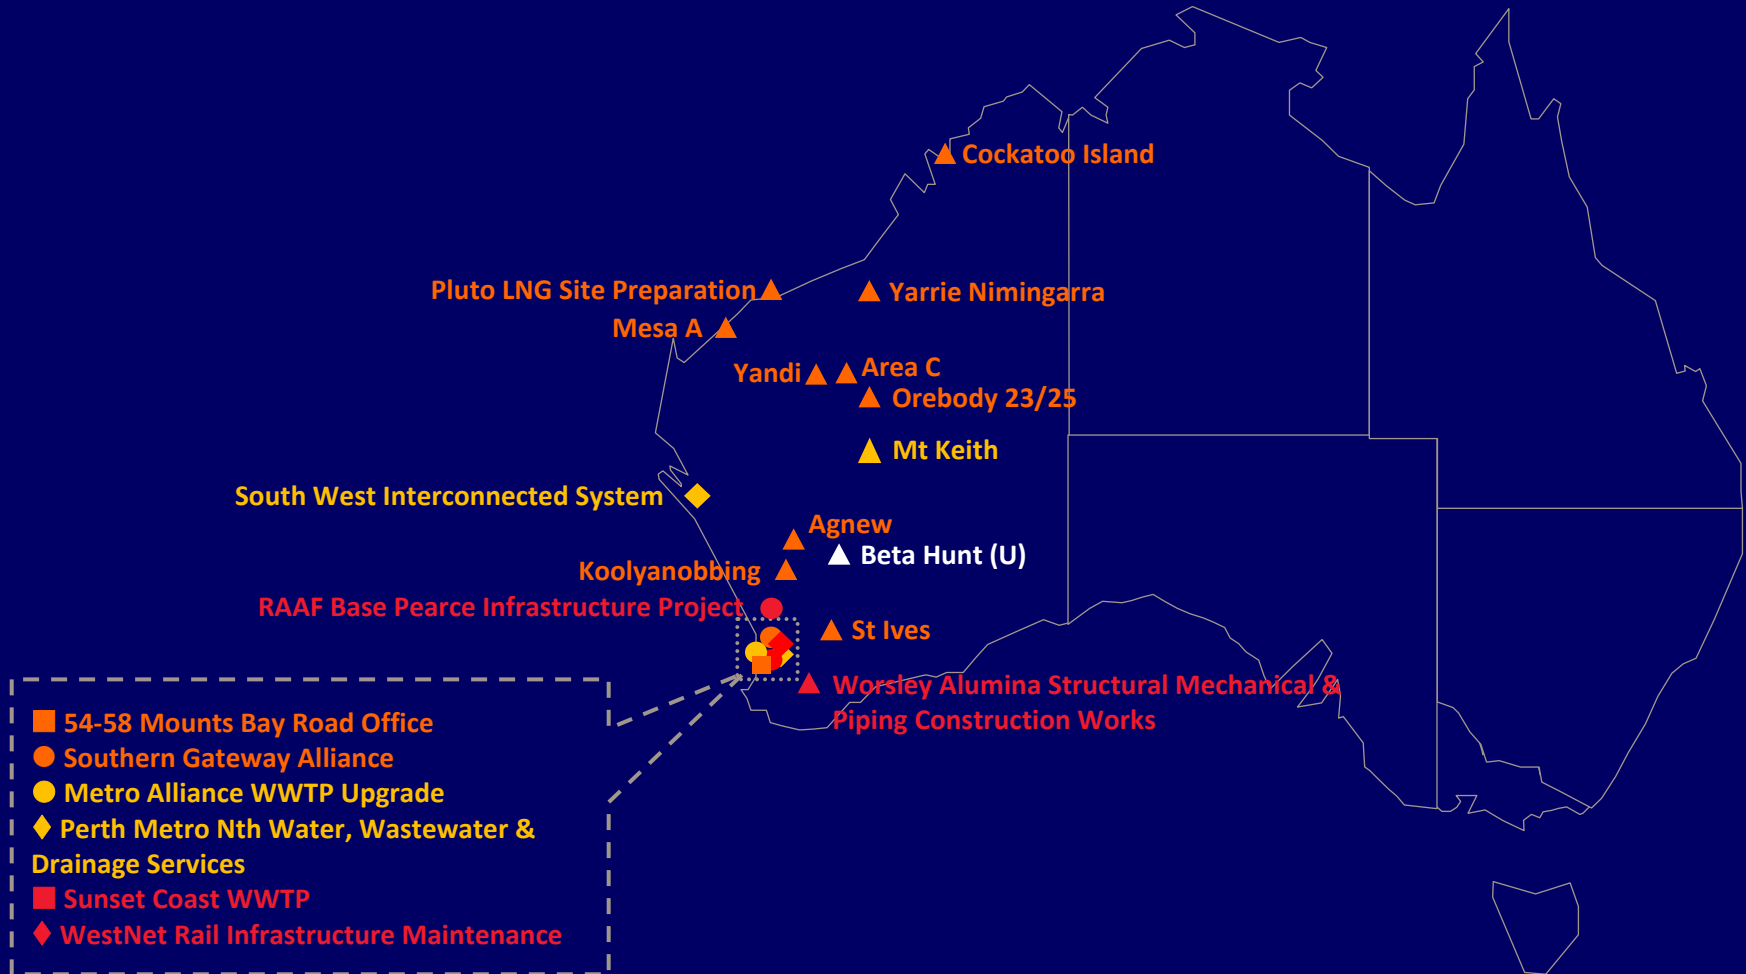 Cockatoo Island
Pluto LNG Site Preparation
Yarrie Nimingarra
Mesa A
Yandi
Area C
Orebody 23/25
Mt Keith
South West Interconnected System
Agnew
Beta Hunt (U)
Koolyanobbing
RAAF Base Pearce Infrastructure Project
St Ives
Worsley Alumina Structural Mechanical &
Piping Construction Works
54-58 Mounts Bay Road Office
Southern Gateway Alliance
Metro Alliance WWTP Upgrade
Perth Metro Nth Water, Wastewater &
Drainage Services
Sunset Coast WWTP
WestNet Rail Infrastructure Maintenance